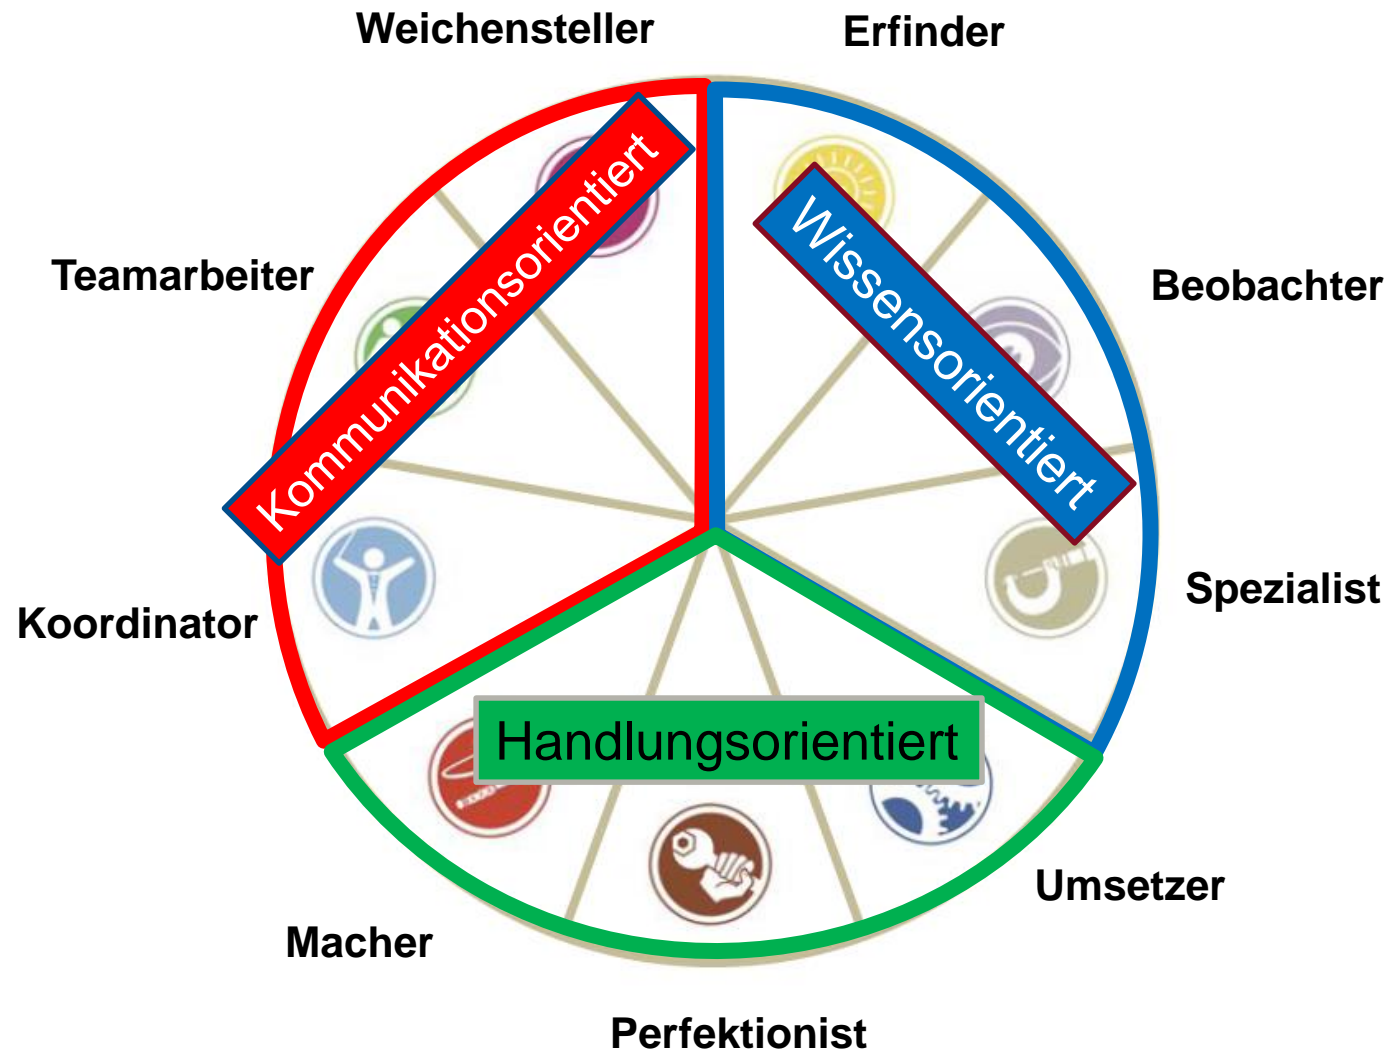 Weichensteller
Erfinder
Kommunikationsorientiert
Wissensorientiert
Teamarbeiter
Beobachter
Koordinator
Spezialist
Handlungsorientiert
Umsetzer
Macher
Perfektionist